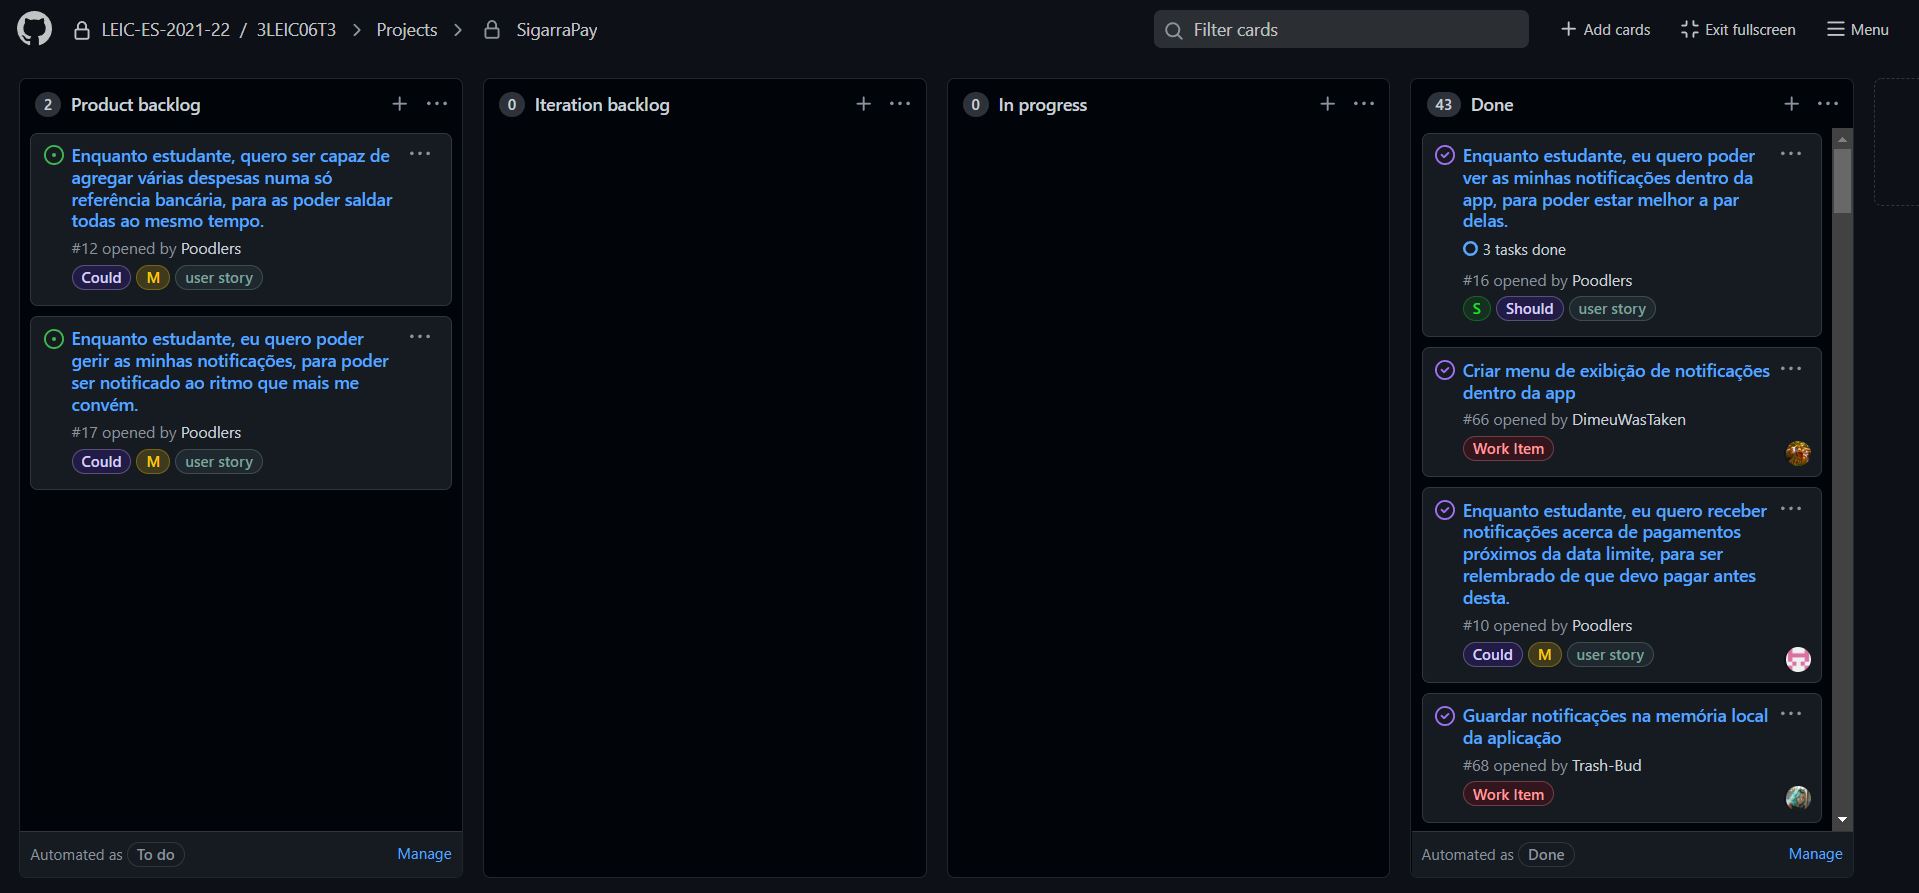 LEIC-ES-2021-22 / 3LEIC06T3 > Projects > SigarraPay
Filter cards
Add cards
Exit fullscreen
Menu
2 Product backlog
Enquanto estudante, quero ser capaz de
agregar várias despesas numa só
referência bancária, para as poder saldar
todas ao mesmo tempo.
#12 opened by Poodlers
Could M user story
Enquanto estudante, eu quero poder
gerir as minhas notificações, para poder
ser notificado ao ritmo que mais me
convém.
#17 opened by Poodlers
Could M user story
Automated as To do
Manage
0 Iteration backlog
0 In progress
43 Done
Enquanto estudante, eu quero poder
ver as minhas notificações dentro da
app, para poder estar melhor a par
delas.
3 tasks done
#16 opened by Poodlers
S Should user story
Criar menu de exibição de notificações
dentro da app
#66 opened by DimeuWasTaken
Work Item
Enquanto estudante, eu quero receber
notificações acerca de pagamentos
próximos da data limite, para ser
relembrado de que devo pagar antes
desta.
#10 opened by Poodlers
Could M user story
Guardar notificações na memória local
da aplicação
#68 opened by Trash-Bud
Work Item
Automated as Done
Manage